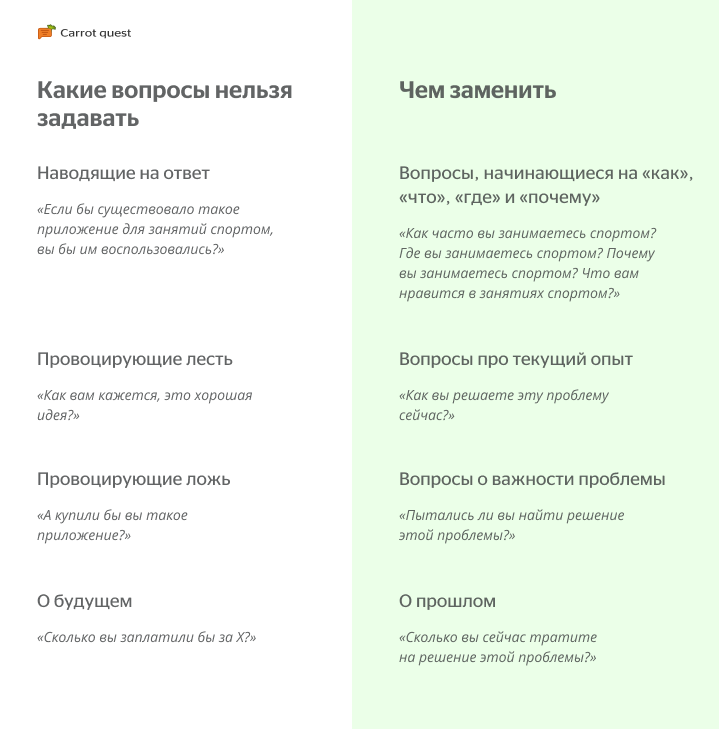 Carrot quest
Какие вопросы нельзя
задавать
Чем заменить
Наводящие на ответ
«Если бы существовало такое
приложение для занятий спортом,
вы бы им воспользовались?»
Вопросы, начинающиеся на «как»,
«что», «где» и «почему»
«Как часто вы занимаетесь спортом?
Где вы занимаетесь спортом? Почему
вы занимаетесь спортом? Что вам
нравится в занятиях спортом?»
Провоцирующие лесть
«Как вам кажется, это хорошая
идея?»
Вопросы про текущий опыт
«Как вы решаете эту проблему
сейчас?»
Провоцирующие ложь
«А купили бы вы такое
приложение?»
Вопросы о важности проблемы
«Пытались ли вы найти решение
этой проблемы?»
О будущем
«Сколько вы заплатили бы за X?»
О прошлом
«Сколько вы сейчас тратите
на решение этой проблемы?»